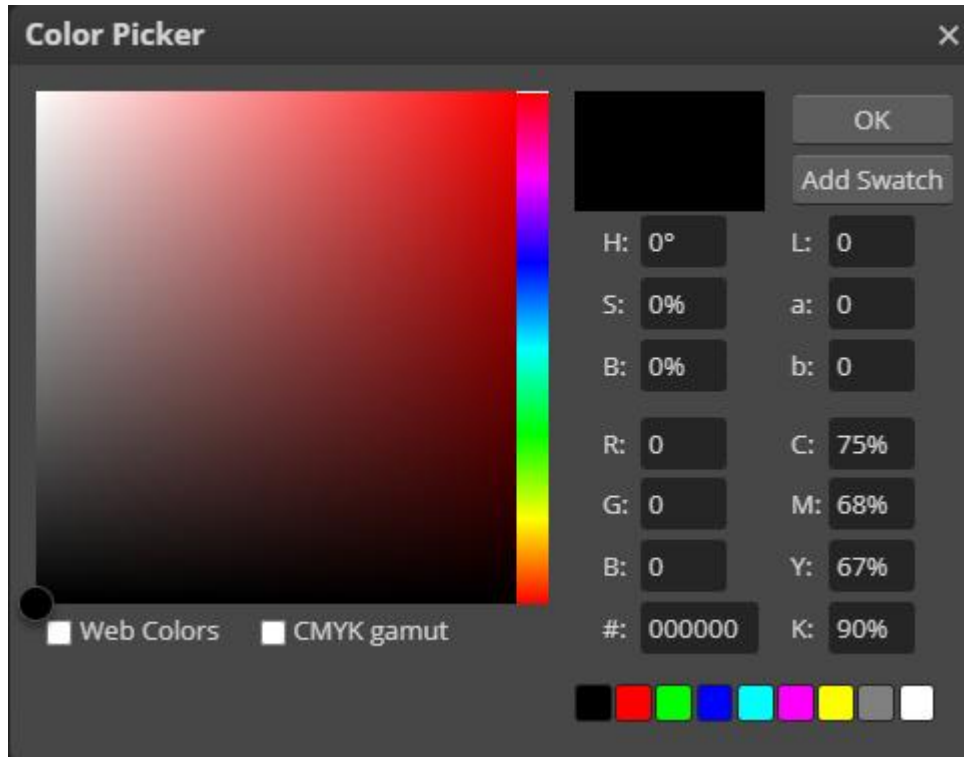 Color Picker ×
OK
Add Swatch
H: 0° L: 0
S: 0% a: 0
B: 0% b: 0
R: 0 C: 75%
G: 0 M: 68%
B: 0 Y: 67%
#: 000000 K: 90%
Web Colors CMYK gamut